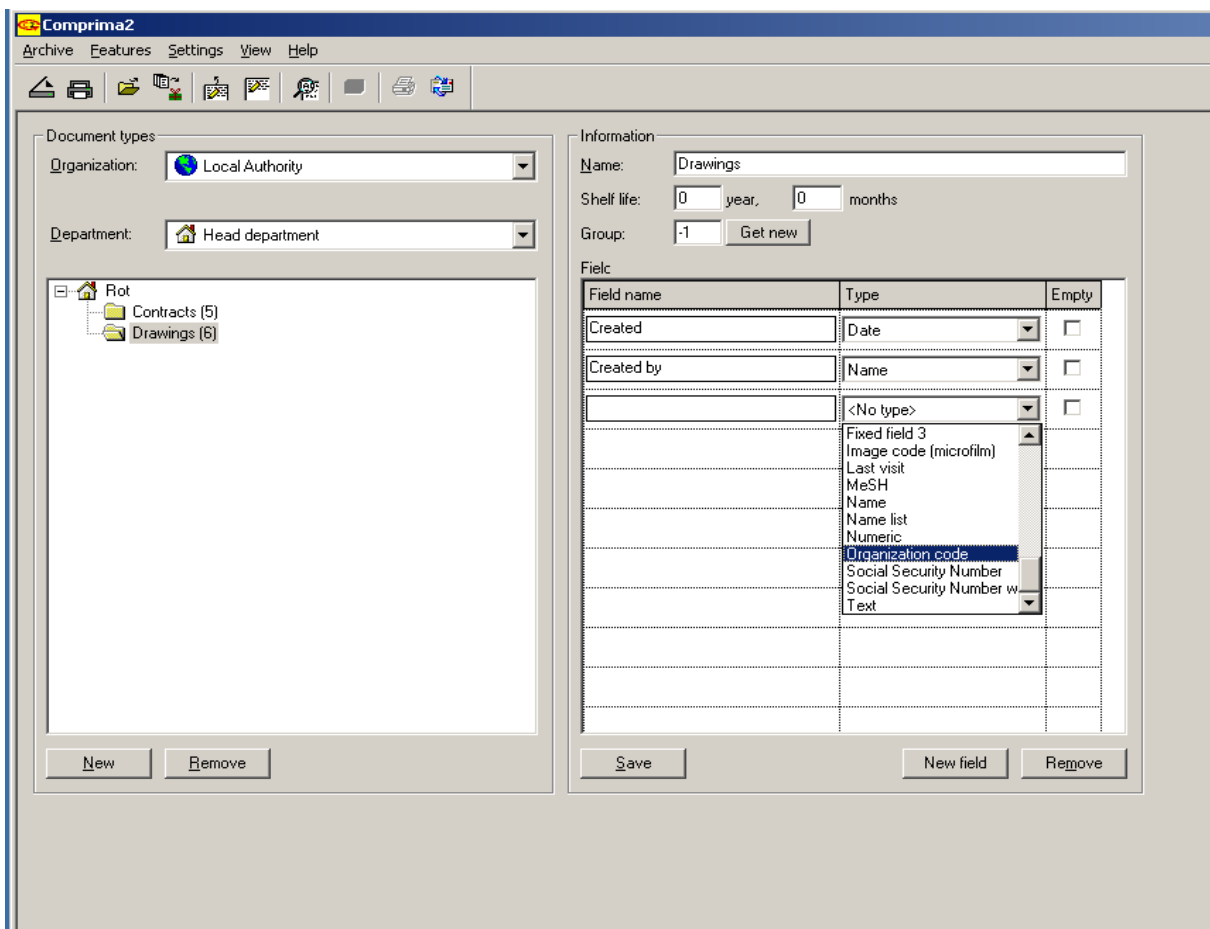 Comprima2
Archive Features Settings View Help
Document types
Organization: Local Authority
Department: Head department
Rot
Contracts (5)
Drawings (6)
New Remove
Information
Name: Drawings
Shelf life: 0 year, 0 months
Group: -1 Get new
Fielc
Field name Type Empty
Created Date
Created by Name
<No type>
Fixed field 3
Image code (microfilm)
Last visit
MeSH
Name
Name list
Numeric
Organization code
Social Security Number
Social Security Number w
Text
Save New field Remove